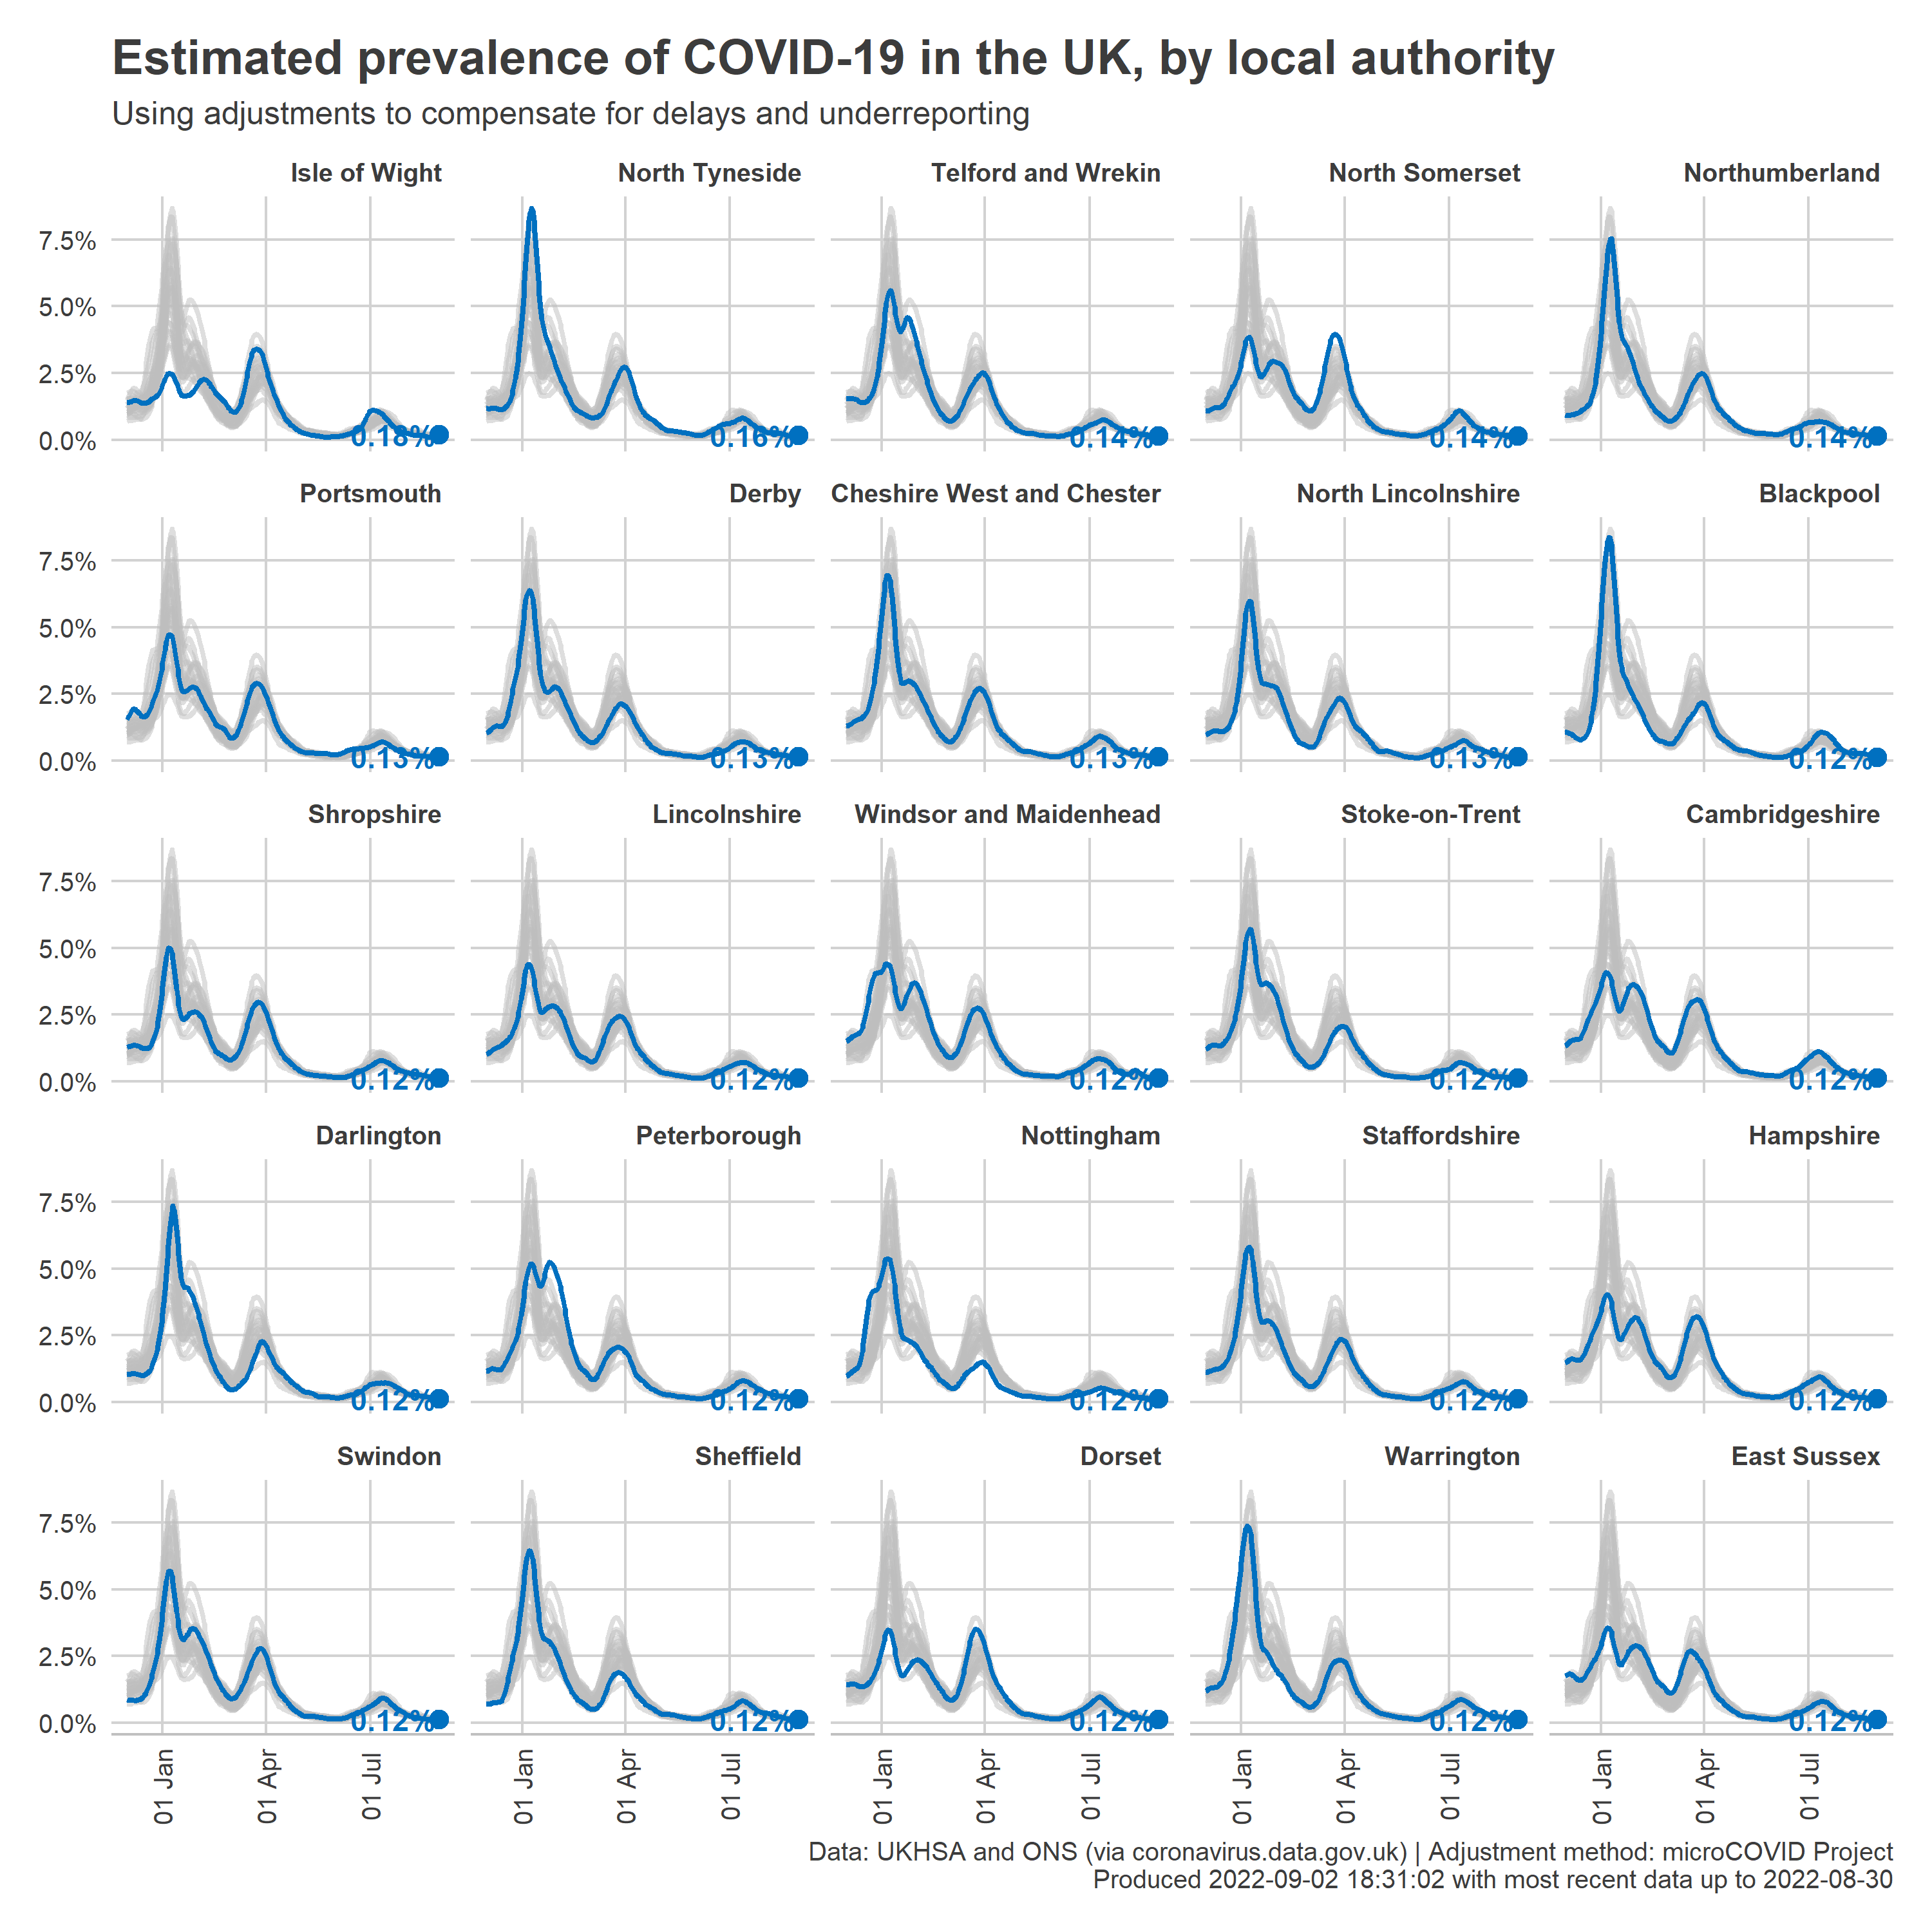 Estimated prevalence of COVID-19 in the UK, by local authority
Using adjustments to compensate for delays and underreporting
Isle of Wight
North Tyneside
Telford and Wrekin
North Somerset
Northumberland
7.5%
5.0%
2.5%
0.0%
0.18%
0.16%
0.14%
0.14%
0.14%
Portsmouth
Derby
Cheshire West and Chester
North Lincolnshire
Blackpool
7.5%
5.0%
2.5%
0.0%
0.13%
0.13%
0.13%
0.13%
0.12%
Shropshire
Lincolnshire
Windsor and Maidenhead
Stoke-on-Trent
Cambridgeshire
7.5%
5.0%
2.5%
0.0%
0.12%
0.12%
0.12%
0.12%
0.12%
Darlington
Peterborough
Nottingham
Staffordshire
Hampshire
7.5%
5.0%
2.5%
0.0%
0.12%
0.12%
0.12%
0.12%
0.12%
Swindon
Sheffield
Dorset
Warrington
East Sussex
7.5%
5.0%
2.5%
0.0%
0.12%
0.12%
0.12%
0.12%
0.12%
01 Jan
01 Apr
01 Jul
01 Jan
01 Apr
01 Jul
01 Jan
01 Apr
01 Jul
01 Jan
01 Apr
01 Jul
01 Jan
01 Apr
01 Jul
Data: UKHSA and ONS (via coronavirus.data.gov.uk) | Adjustment method: microCOVID Project
Produced 2022-09-02 18:31:02 with most recent data up to 2022-08-30